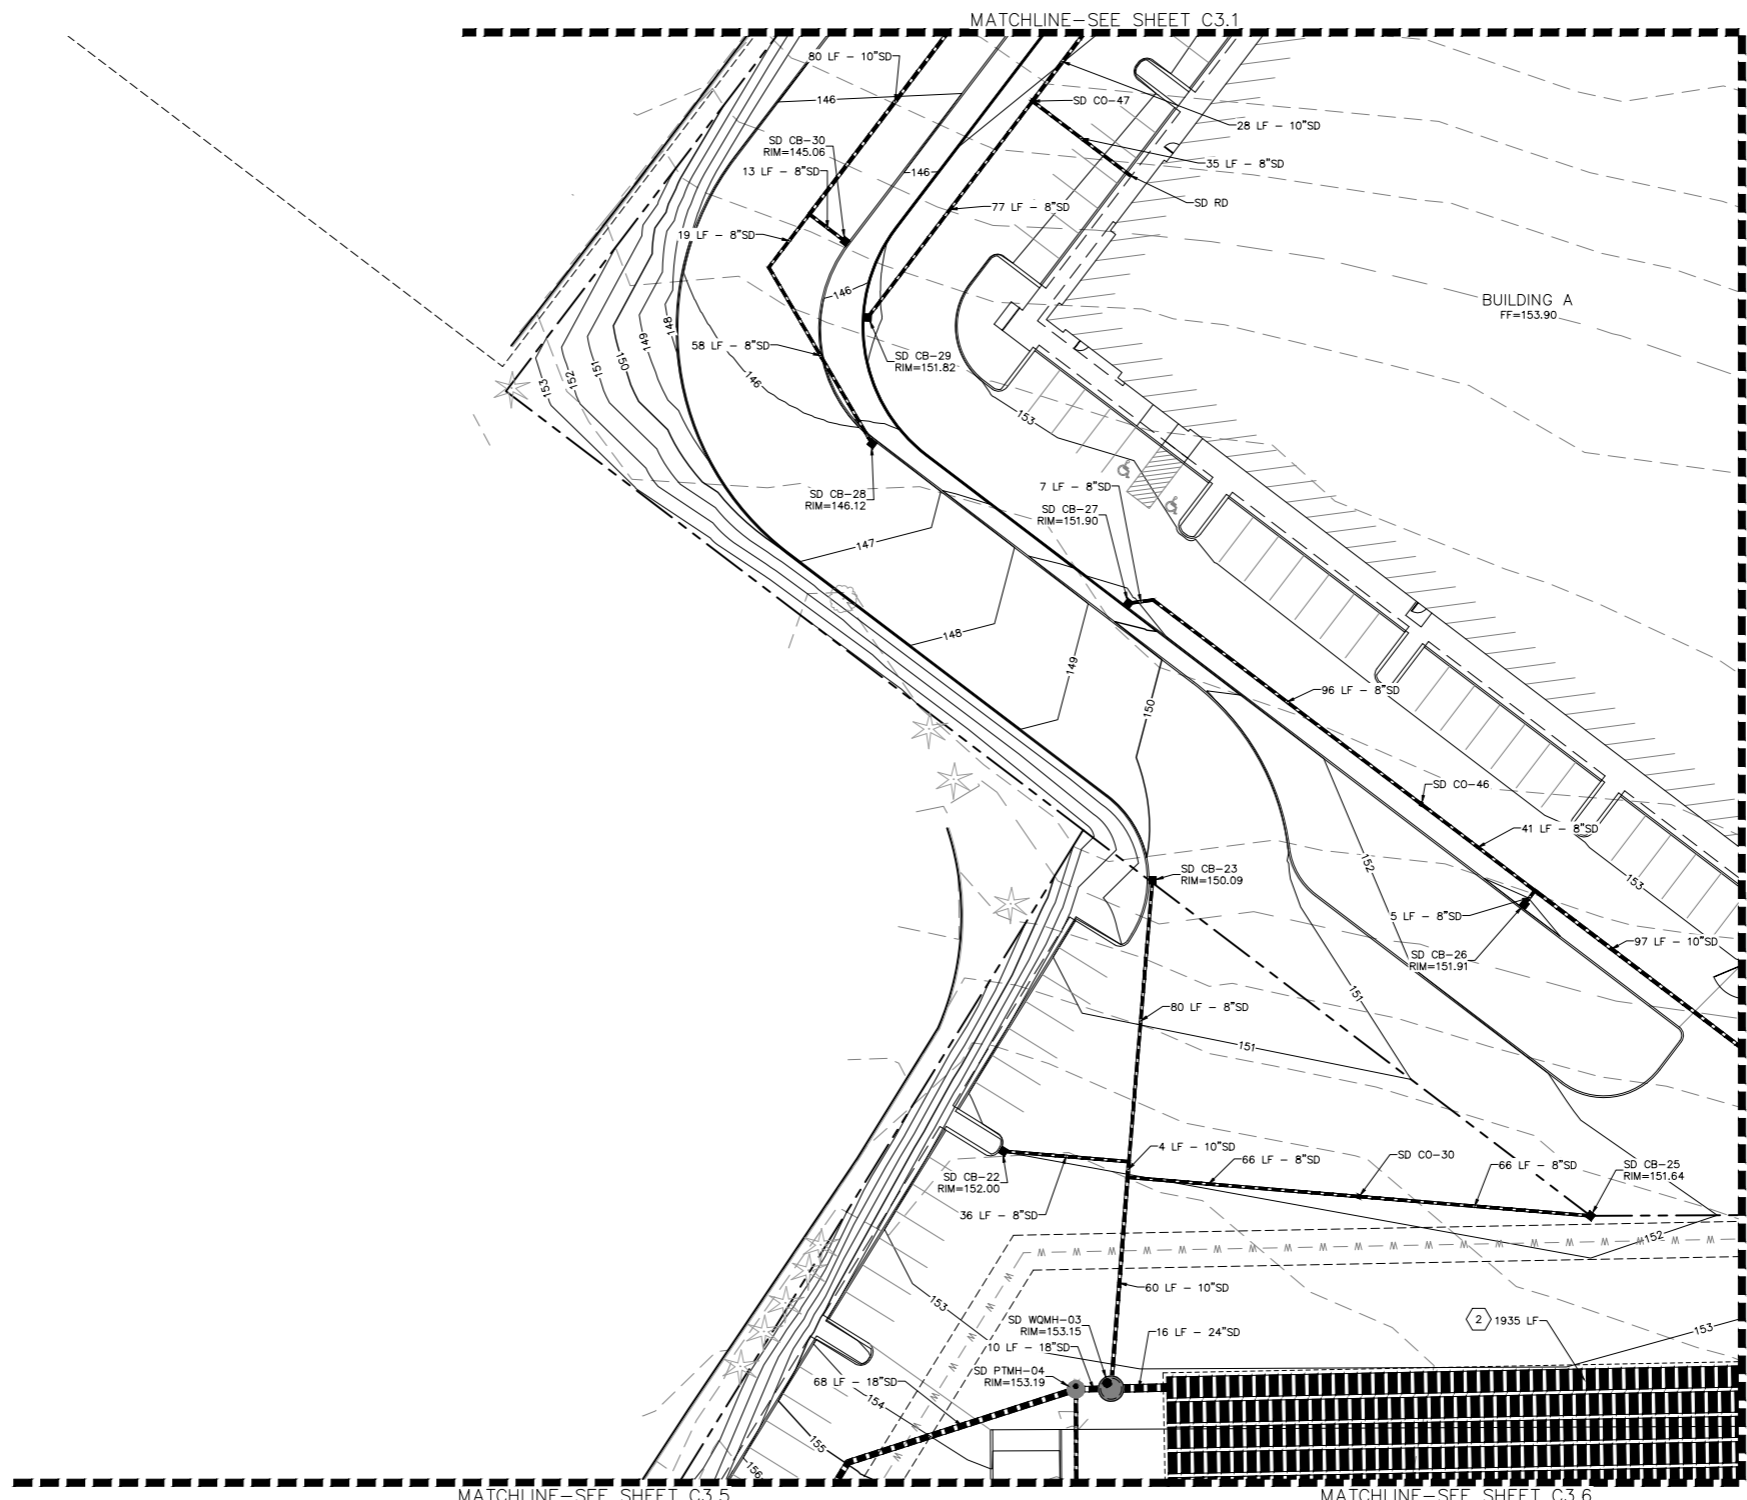 MATCHLINE-SEE SHEET C3.1
80 LF - 10"SD
146
SD CO-47
28 LF - 10"SD
SD CB-30
RIM=145.06
13 LF - 8"SD
35 LF - 8"SD
146
SD RD
77 LF - 8"SD
19 LF - 8"SD
146
BUILDING A
FF=153.90
148
149
150
151
152
153
58 LF - 8"SD
146
SD CB-29
RIM=151.82
153
7 LF - 8"SD
SD CB-28
RIM=146.12
SD CB-27
RIM=151.90
147
148
149
150
96 LF - 8"SD
SD CO-46
41 LF - 8"SD
152
153
SD CB-23
RIM=150.09
5 LF - 8"SD
97 LF - 10"SD
SD CB-26
RIM=151.91
151
80 LF - 8"SD
151
4 LF - 10"SD
66 LF - 8"SD
SD CO-30
66 LF - 8"SD
SD CB-25
RIM=151.64
SD CB-22
RIM=152.00
36 LF - 8"SD
152
W W W W W W W W W W W W W W W W W W W W
W
W
W
W
60 LF - 10"SD
153
SD WQMH-03
RIM=153.15
16 LF - 24"SD
2
1935 LF
153
10 LF - 18"SD
SD PTMH-04
RIM=153.19
68 LF - 18"SD
154
155
156
MATCHLINE-SEE SHEET C3.5
MATCHLINE-SEE SHEET C3.6